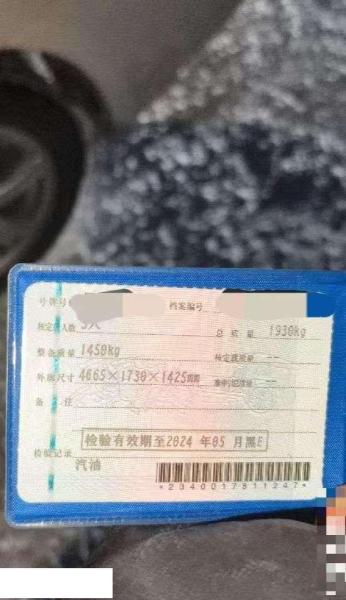 号牌号 档案编号
核定 人数 5人 总质量 1930kg
整备质量 1450kg 核定载质量 --
外廓尺寸 4665×1730×1425mm 准牵引总质量 --
备 注
检验有效期至2024 年05 月黑E
检验记录
汽油
*2340017911247*